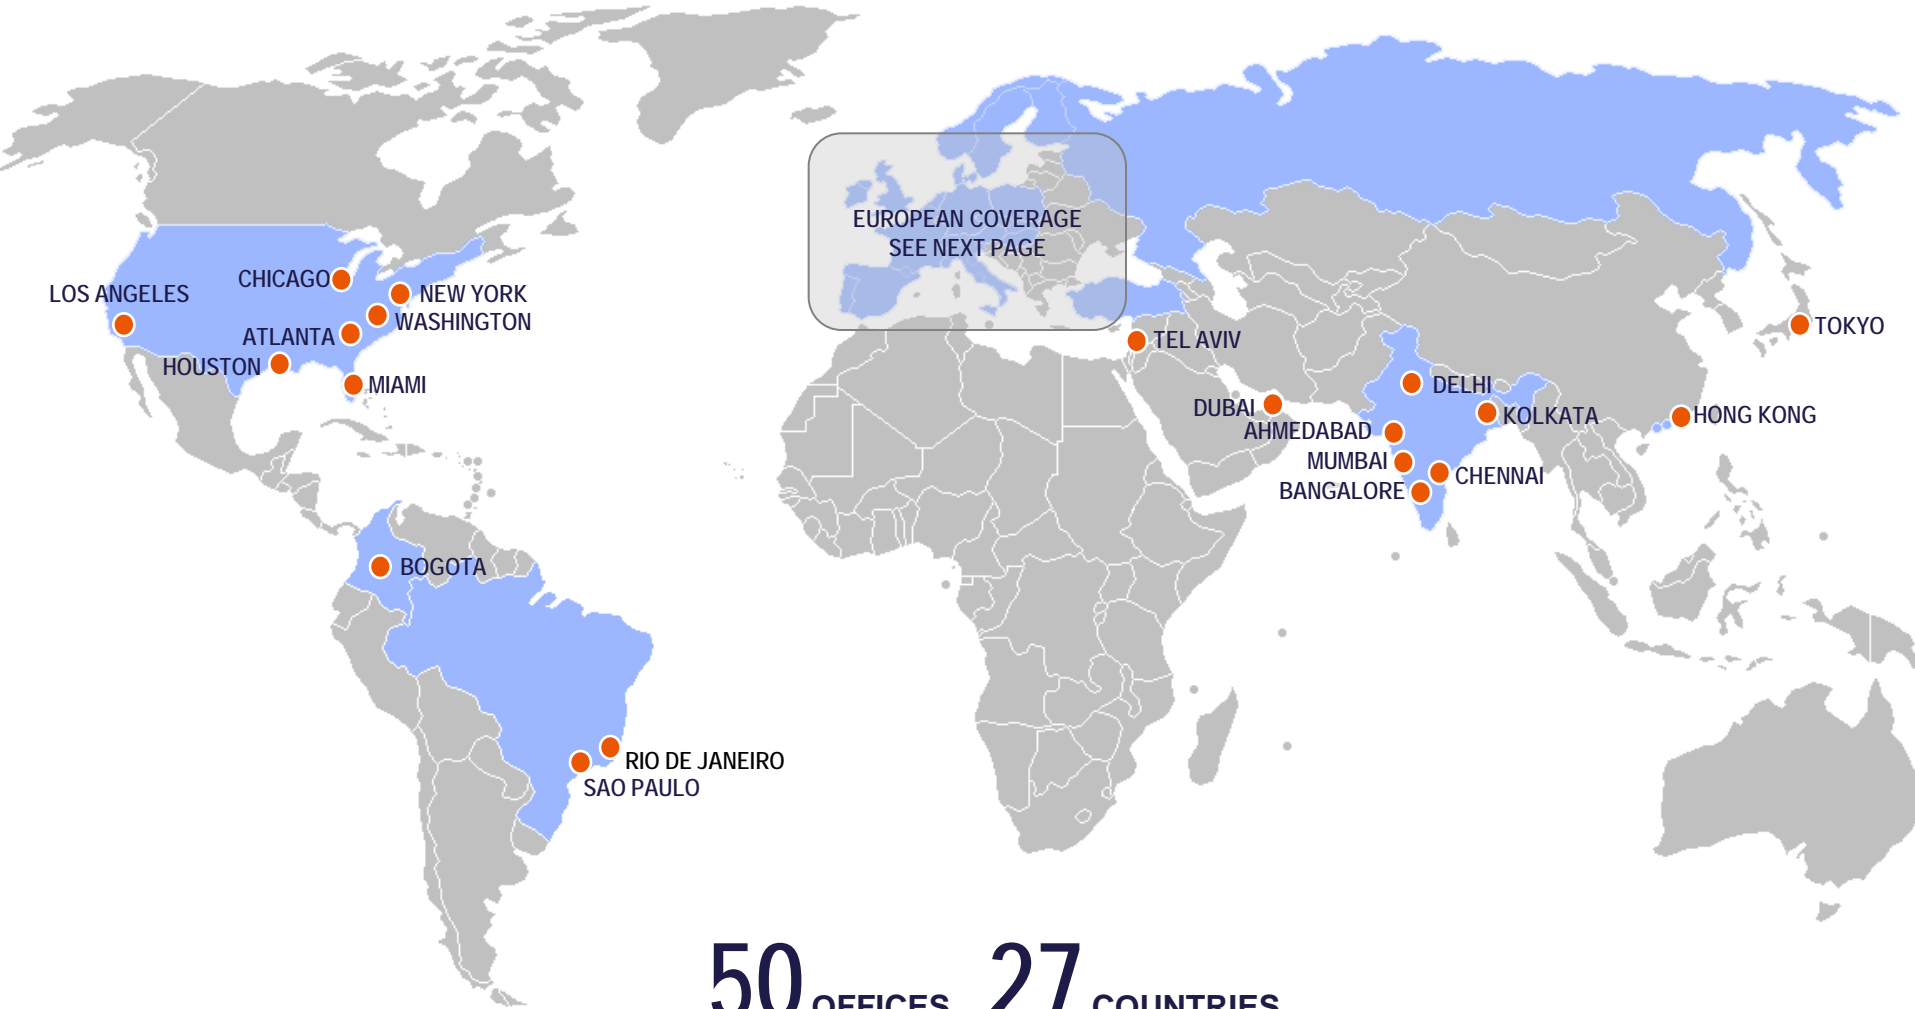 EUROPEAN COVERAGE
SEE NEXT PAGE
CHICAGO
LOS ANGELES
NEW YORK
WASHINGTON
ATLANTA
HOUSTON
MIAMI
TEL AVIV
TOKYO
DELHI
DUBAI
KOLKATA
HONG KONG
AHMEDABAD
MUMBAI
CHENNAI
BANGALORE
BOGOTA
RIO DE JANEIRO
SAO PAULO
50 OFFICES 27 COUNTRIES